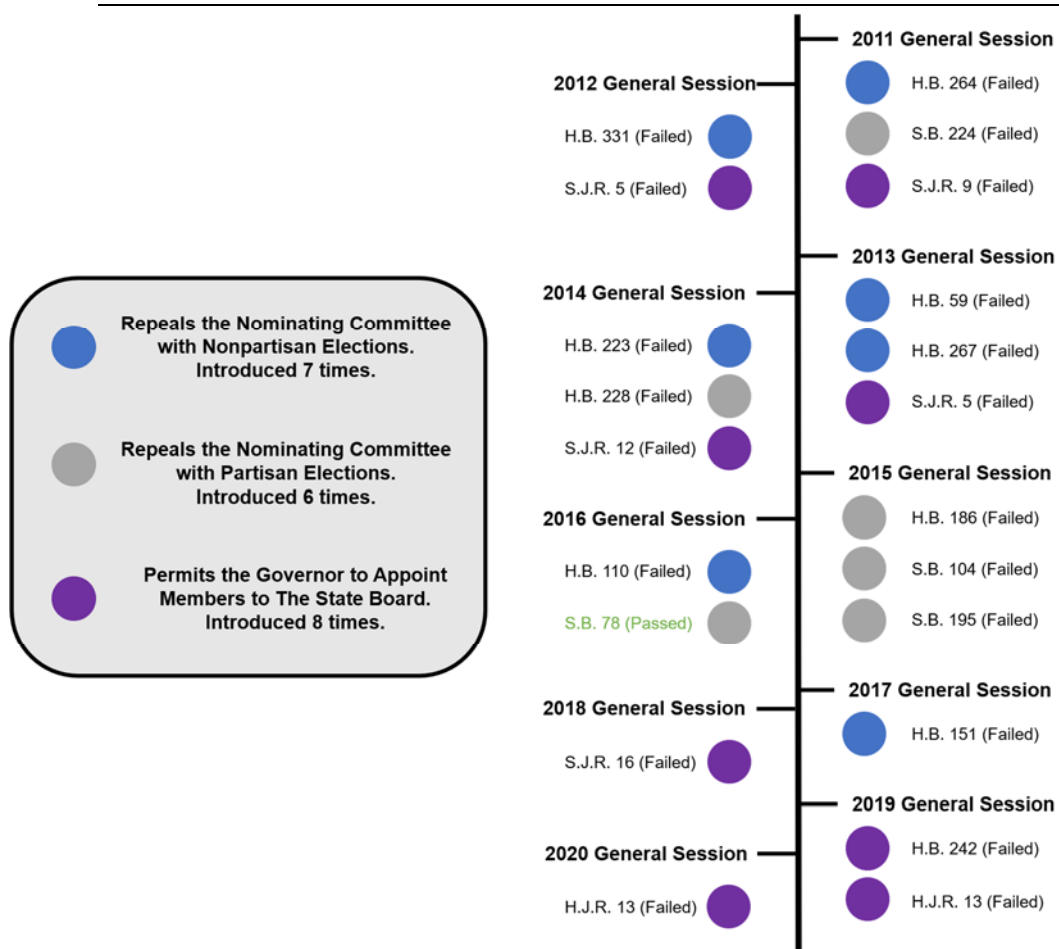 Repeals the Nominating Committee
with Nonpartisan Elections.
Introduced 7 times.
Repeals the Nominating Committee
with Partisan Elections.
Introduced 6 times.
Permits the Governor to Appoint
Members to The State Board.
Introduced 8 times.
2011 General Session
H.B. 264 (Failed)
S.B. 224 (Failed)
S.J.R. 9 (Failed)
2012 General Session
H.B. 331 (Failed)
S.J.R. 5 (Failed)
2013 General Session
H.B. 59 (Failed)
H.B. 267 (Failed)
S.J.R. 5 (Failed)
2014 General Session
H.B. 223 (Failed)
H.B. 228 (Failed)
S.J.R. 12 (Failed)
2015 General Session
H.B. 186 (Failed)
S.B. 104 (Failed)
S.B. 195 (Failed)
2016 General Session
H.B. 110 (Failed)
S.B. 78 (Passed)
2017 General Session
H.B. 151 (Failed)
2018 General Session
S.J.R. 16 (Failed)
2019 General Session
H.B. 242 (Failed)
H.J.R. 13 (Failed)
2020 General Session
H.J.R. 13 (Failed)